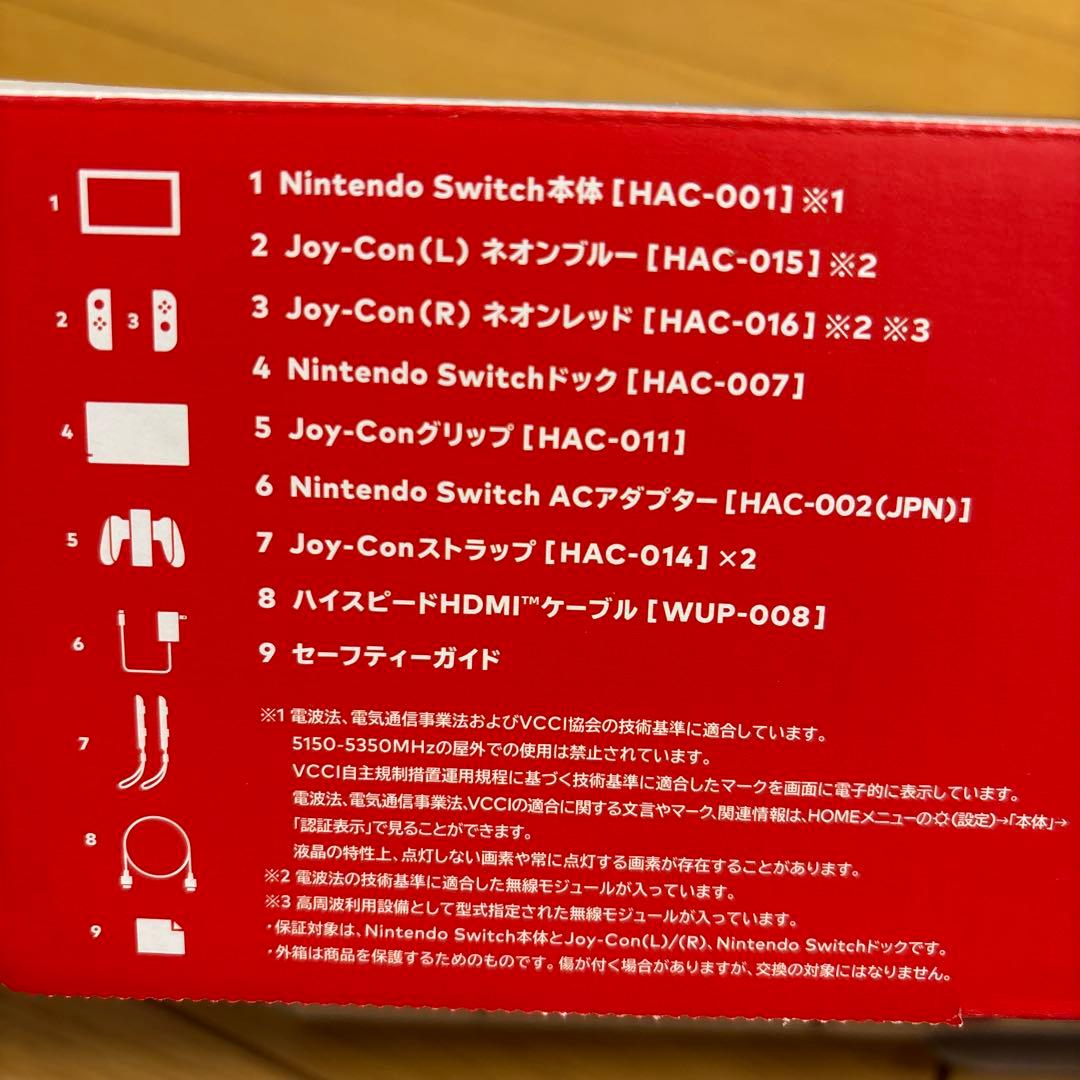 1 Nintendo Switch本体[HAC-001]※1
2 Joy-Con(L) ネオンブルー[HAC-015]※2
3 Joy-Con(R) ネオンレッド[HAC-016]※2 ※3
4 Nintendo Switchドック[HAC-007]
5 Joy-Conグリップ[HAC-011]
6 Nintendo Switch ACアダプター[HAC-002(JPN)]
7 Joy-Conストラップ[HAC-014]×2
8 ハイスピードHDMI™ケーブル[WUP-008]
9 セーフティーガイド
1
2
3
4
5
6
7
8
9
※1 電波法、電気通信事業法およびVCCI協会の技術基準に適合しています。
5150-5350MHzの屋外での使用は禁止されています。
VCCI自主規制措置運用規程に基づく技術基準に適合したマークを画面に電子的に表示しています。
電波法、電気通信事業法、VCCIの適合に関する文言やマーク、関連情報は、HOMEメニューの(設定)→「本体」→
「認証表示」で見ることができます。
液晶の特性上、点灯しない画素や常に点灯する画素が存在することがあります。
※2 電波法の技術基準に適合した無線モジュールが入っています。
※3 高周波利用設備として型式指定された無線モジュールが入っています。
・保証対象は、Nintendo Switch本体とJoy-Con(L)/(R)、Nintendo Switchドックです。
・外箱は商品を保護するためのものです。傷が付く場合がありますが、交換の対象にはなりません。